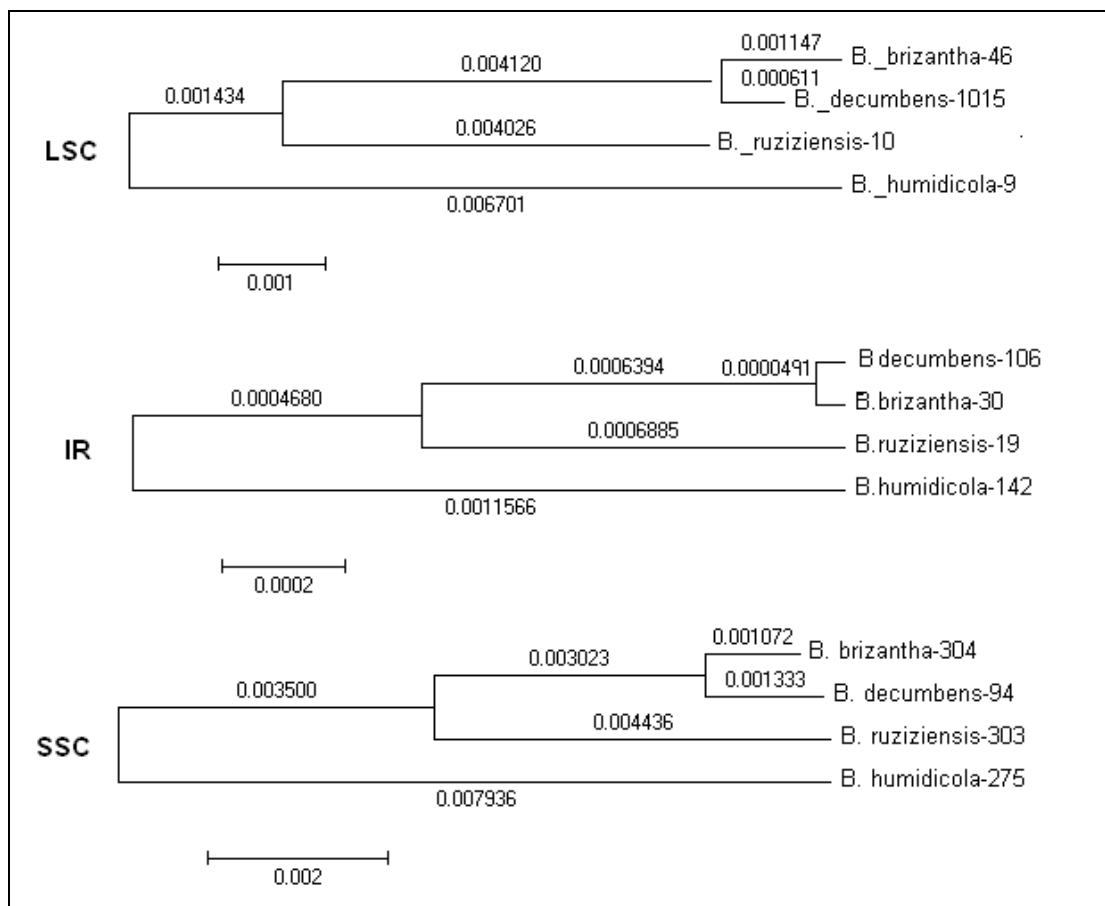 0.001147
B._brizantha-46
0.004120
0.000611
0.001434
B._decumbens-1015
0.004026
B._ruziziensis-10
LSC
B._humidicola-9
0.006701
0.001
B decumbens-106
0.0006394
0.0000491
0.0004680
B.brizantha-30
0.0006885
B.ruziziensis-19
IR
B.humidicola-142
0.0011566
0.0002
0.001072
B. brizantha-304
0.003023
0.001333
0.003500
B. decumbens-94
0.004436
B. ruziziensis-303
SSC
B. humidicola-275
0.007936
0.002